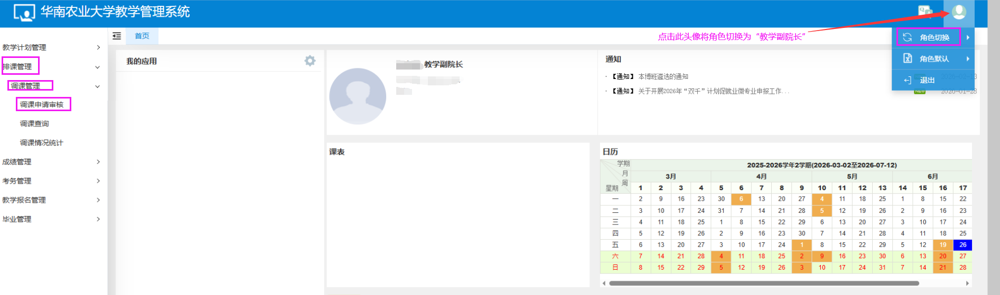 华南农业大学教学管理系统
首页
点击此头像将角色切换为“教学副院长”
角色切换
角色默认
退出
教学计划管理
排课管理
调课管理
调课申请审核
调课查询
调课情况统计
成绩管理
考务管理
教学报名管理
毕业管理
我的应用
教学副院长
通知
· 【通知】 本博班遴选的通知 2026-02-13
· 【通知】 关于开展2026年“双千”计划促就业微专业申报工作... NEW 2026-01-28
课表
日历
学期 2025-2026学年2学期(2026-03-02至2026-07-12)
月 3月 4月 5月 6月
周
星期 1 2 3 4 5 6 7 8 9 10 11 12 13 14 15 16 17
一 2 9 16 23 30 6 13 20 27 4 11 18 25 1 8 15 22
二 3 10 17 24 31 7 14 21 28 5 12 19 26 2 9 16 23
三 4 11 18 25 1 8 15 22 29 6 13 20 27 3 10 17 24
四 5 12 19 26 2 9 16 23 30 7 14 21 28 4 11 18 25
五 6 13 20 27 3 10 17 24 1 8 15 22 29 5 12 19 26
六 7 14 21 28 4 11 18 25 2 9 16 23 30 6 13 20 27
日 8 15 22 29 5 12 19 26 3 10 17 24 31 7 14 21 28